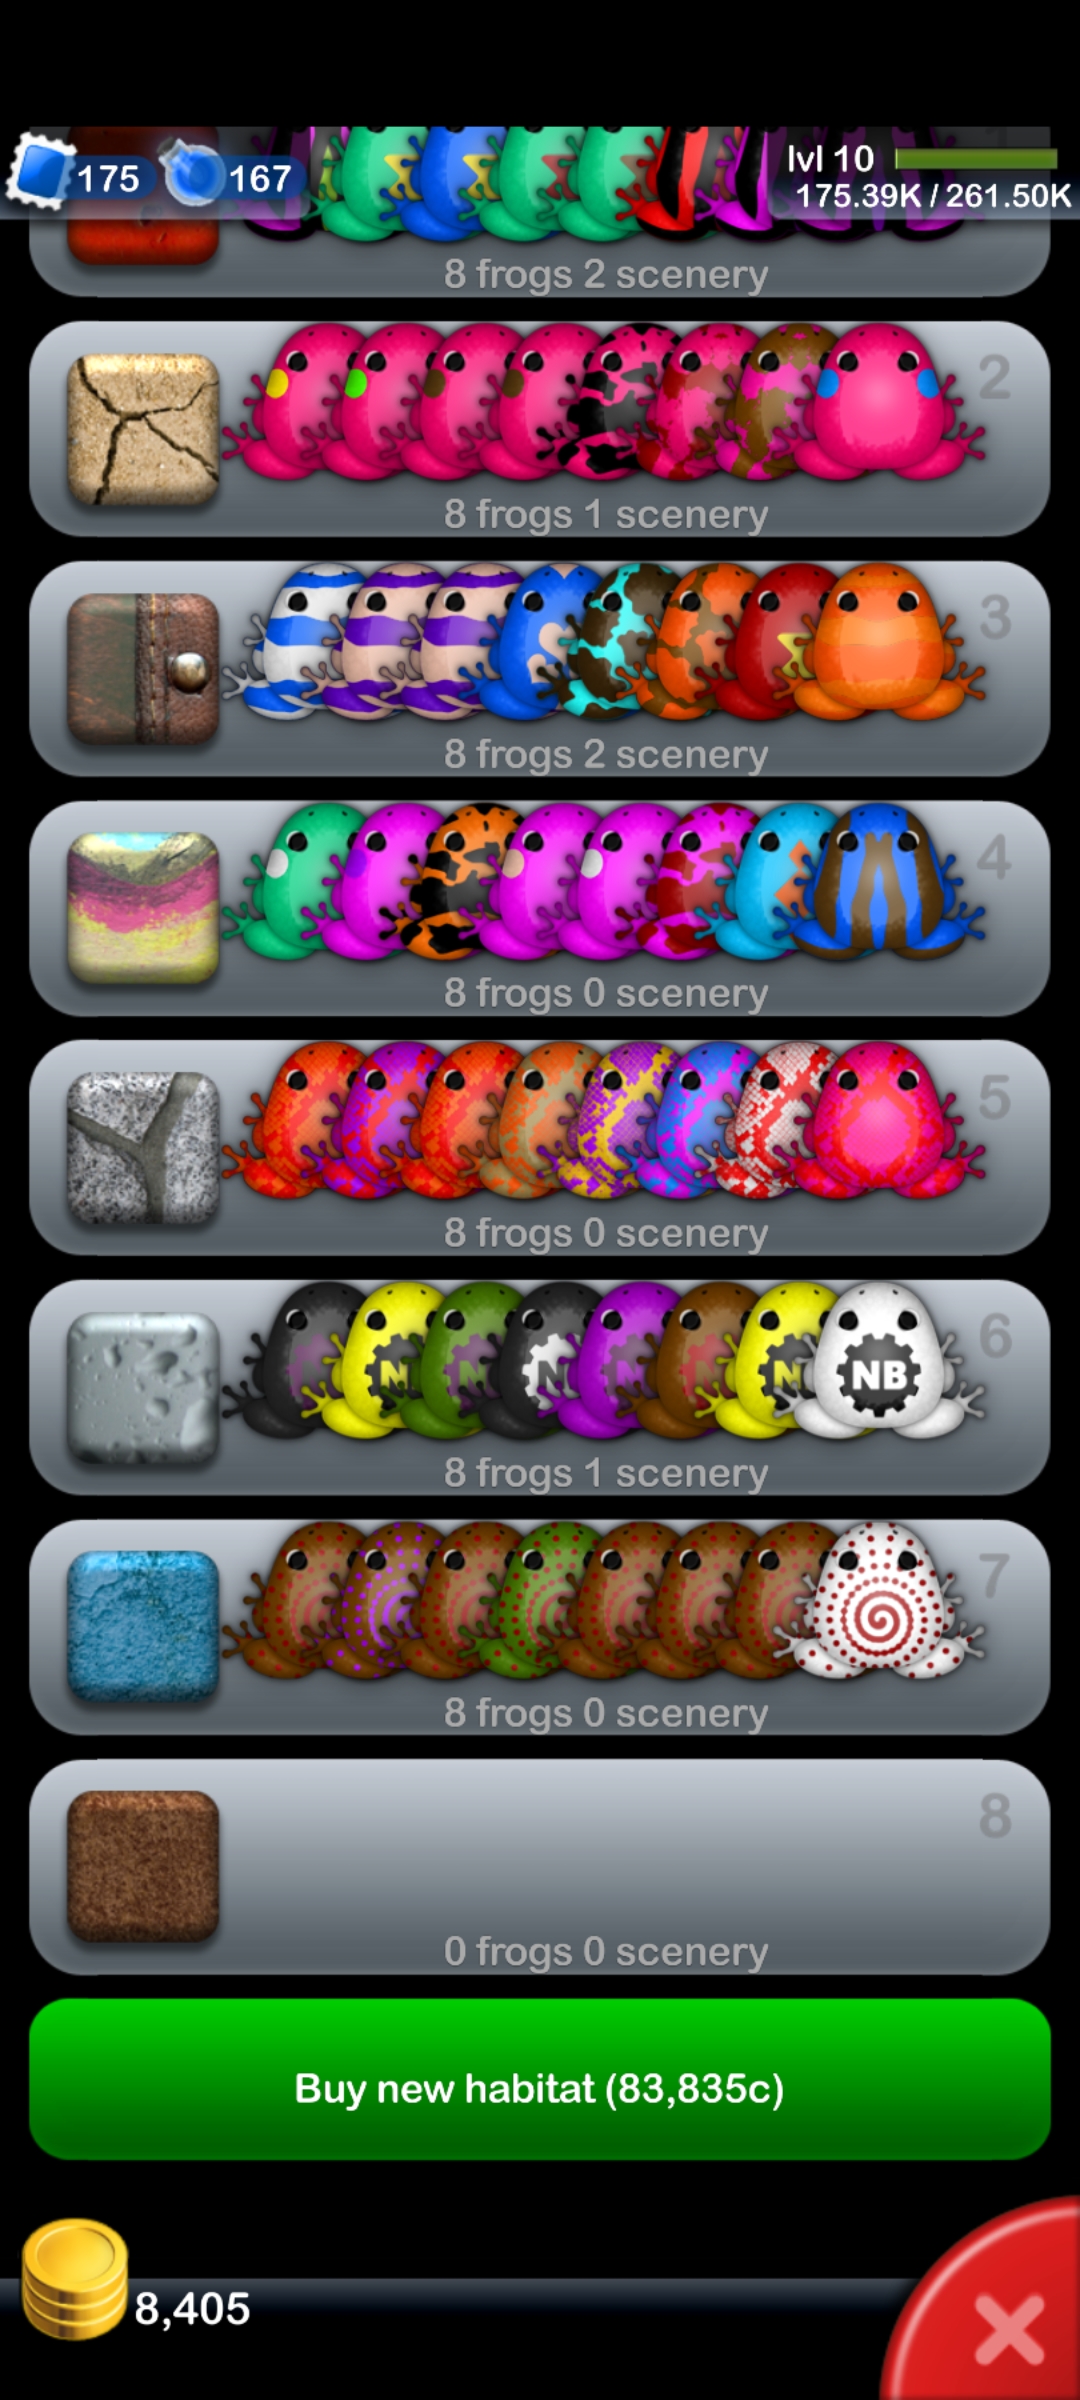 175 167 lvl 10
175.39K / 261.50K
1
8 frogs 2 scenery
2
8 frogs 1 scenery
3
8 frogs 2 scenery
4
8 frogs 0 scenery
5
8 frogs 0 scenery
6
N N N N N N NB
8 frogs 1 scenery
7
8 frogs 0 scenery
8
0 frogs 0 scenery
Buy new habitat (83,835c)
8,405